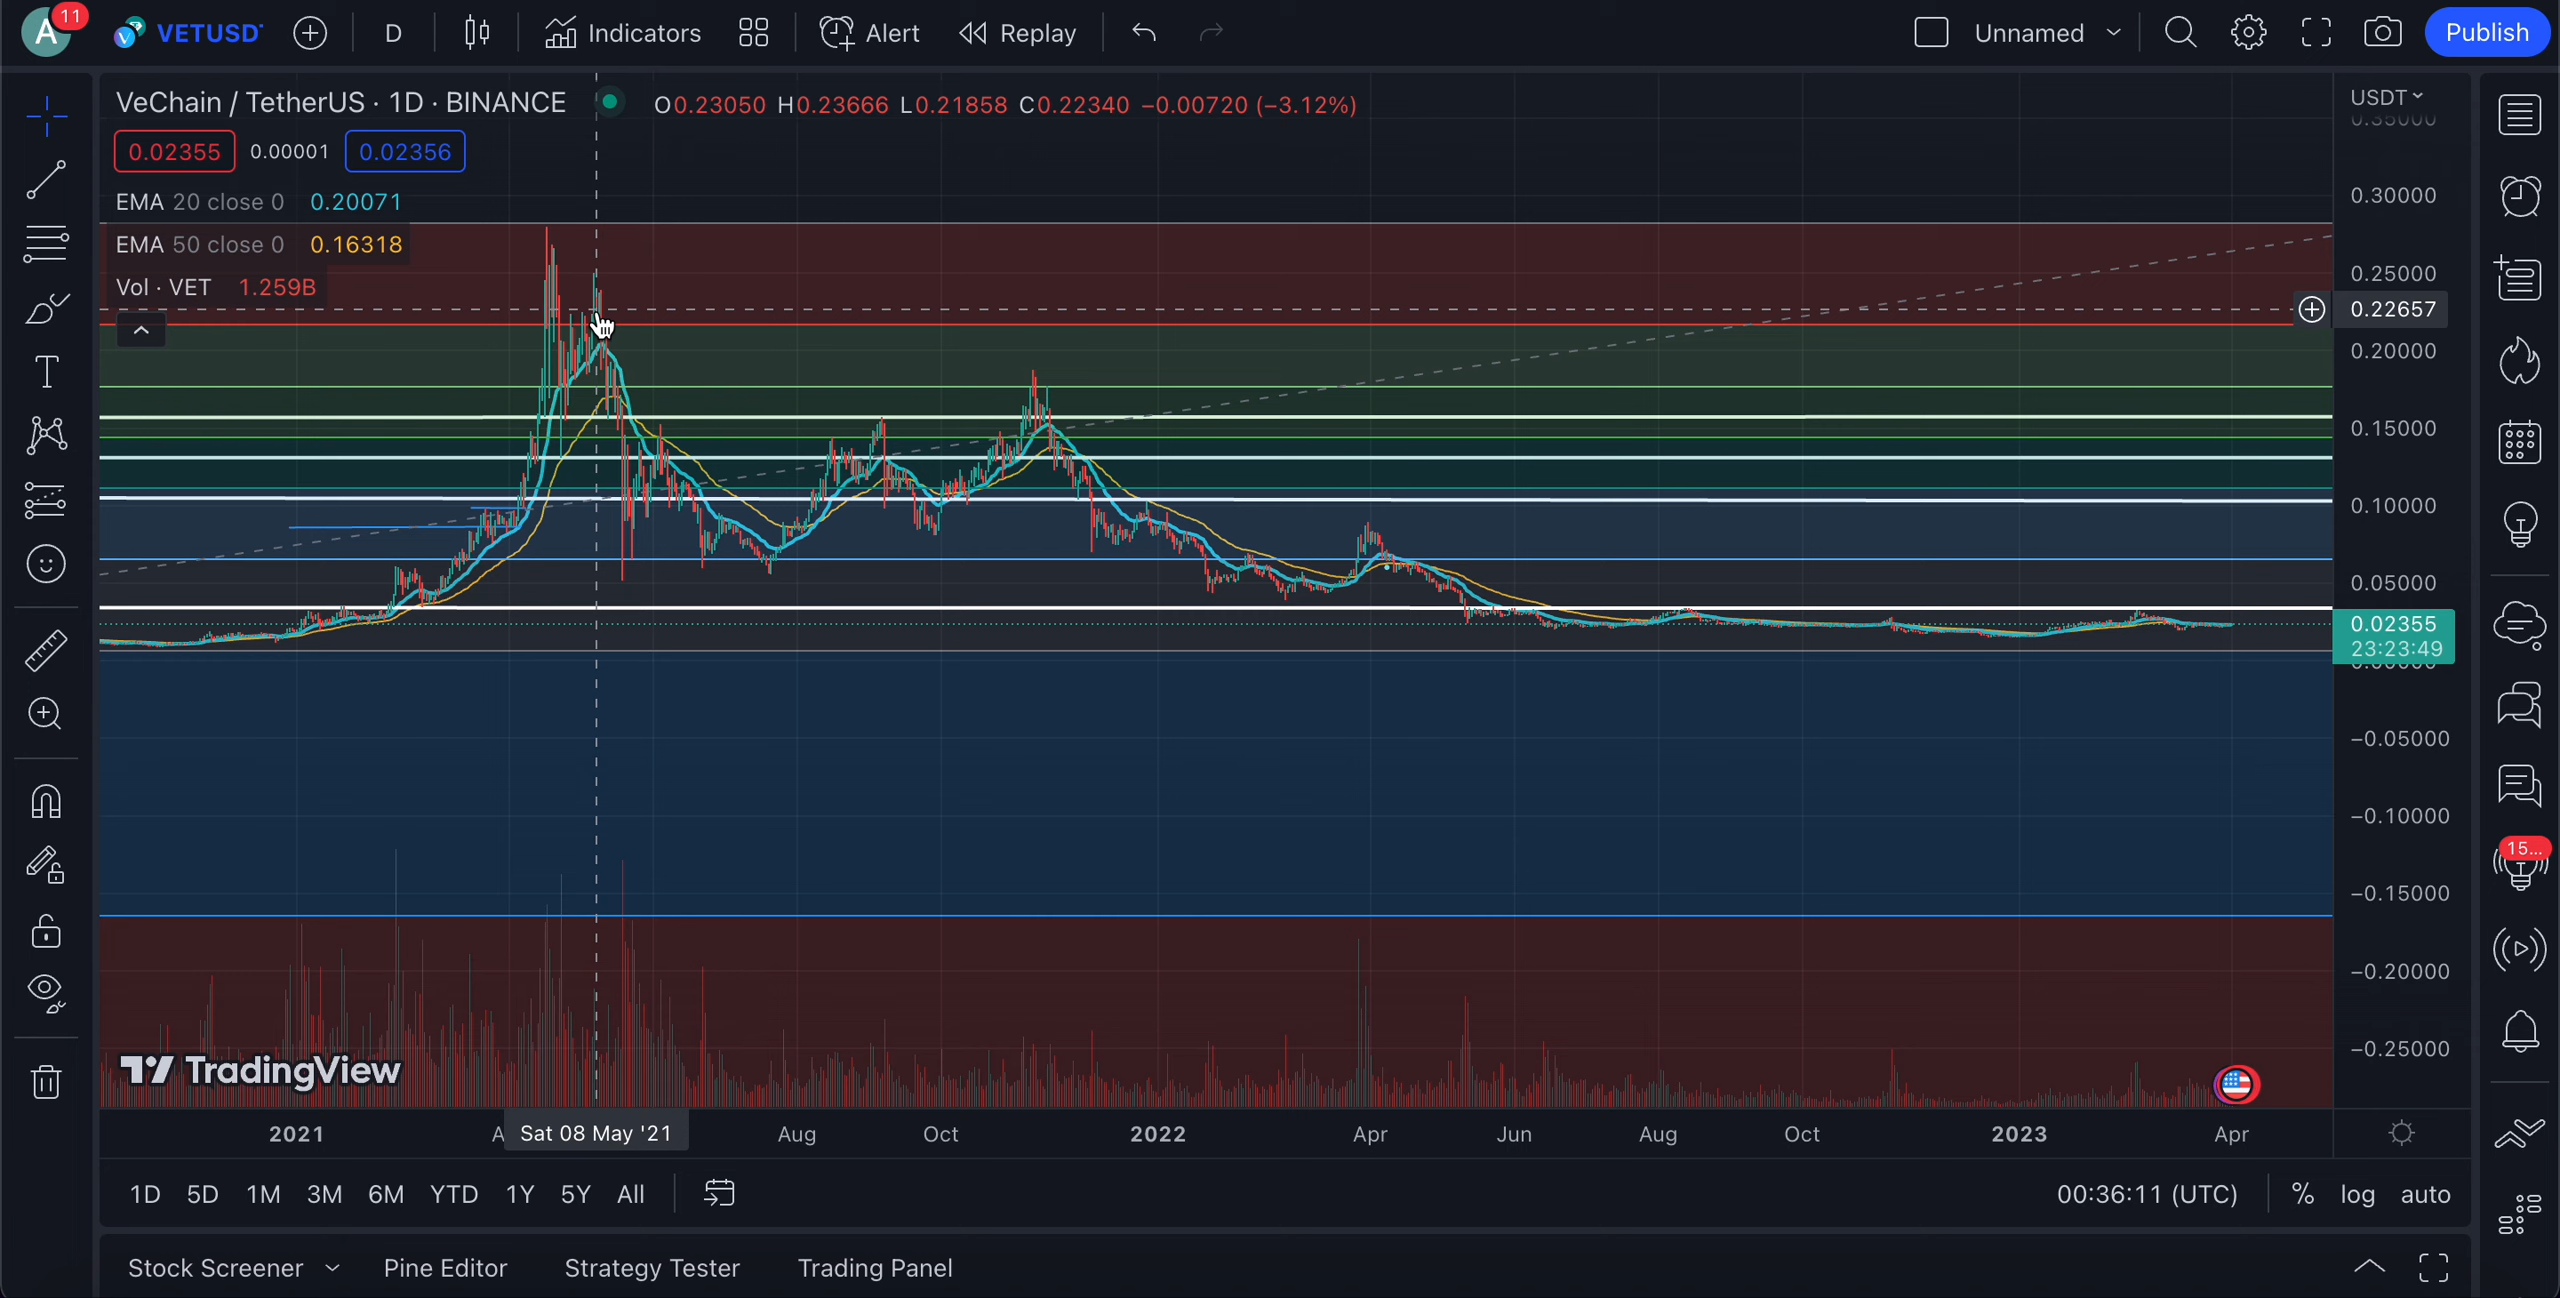 A 11 VETUSD D Indicators Alert Replay Unnamed Publish
VeChain / TetherUS · 1D · BINANCE O0.23050 H0.23666 L0.21858 C0.22340 −0.00720 (−3.12%)
0.02355 0.00001 0.02356
EMA 20 close 0 0.20071
EMA 50 close 0 0.16318
Vol · VET 1.259B
USDT
0.35000
0.30000
0.25000
0.22657
0.20000
0.15000
0.10000
0.05000
0.02355
23:23:49
0.00000
−0.05000
−0.10000
−0.15000
−0.20000
−0.25000
15...
TradingView
2021 A Sat 08 May '21 Aug Oct 2022 Apr Jun Aug Oct 2023 Apr
1D 5D 1M 3M 6M YTD 1Y 5Y All 00:36:11 (UTC) % log auto
Stock Screener Pine Editor Strategy Tester Trading Panel